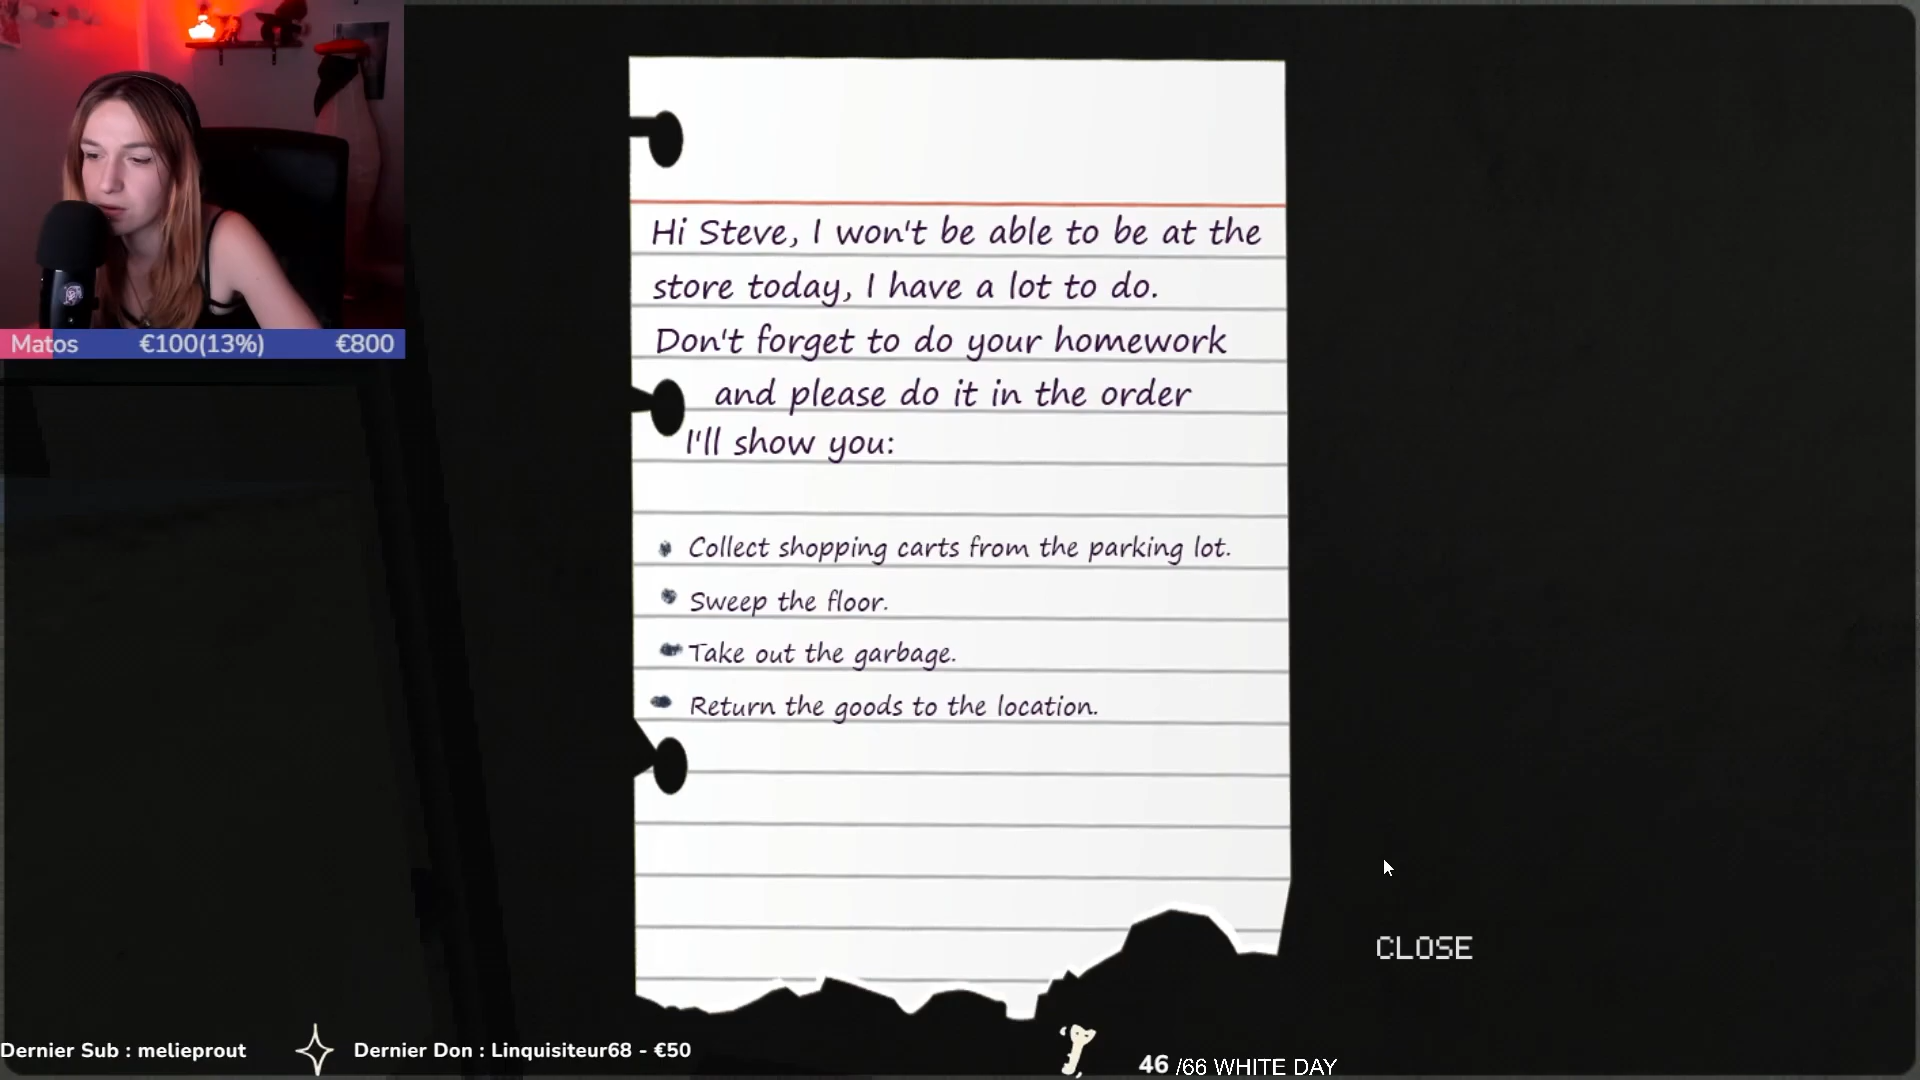 Matos €100(13%) €800
Hi Steve, I won't be able to be at the
store today, I have a lot to do.
Don't forget to do your homework
and please do it in the order
I'll show you:
Collect shopping carts from the parking lot.
Sweep the floor.
Take out the garbage.
Return the goods to the location.
CLOSE
Dernier Sub : melieprout
Dernier Don : Linquisiteur68 - €50
46 /66 WHITE DAY